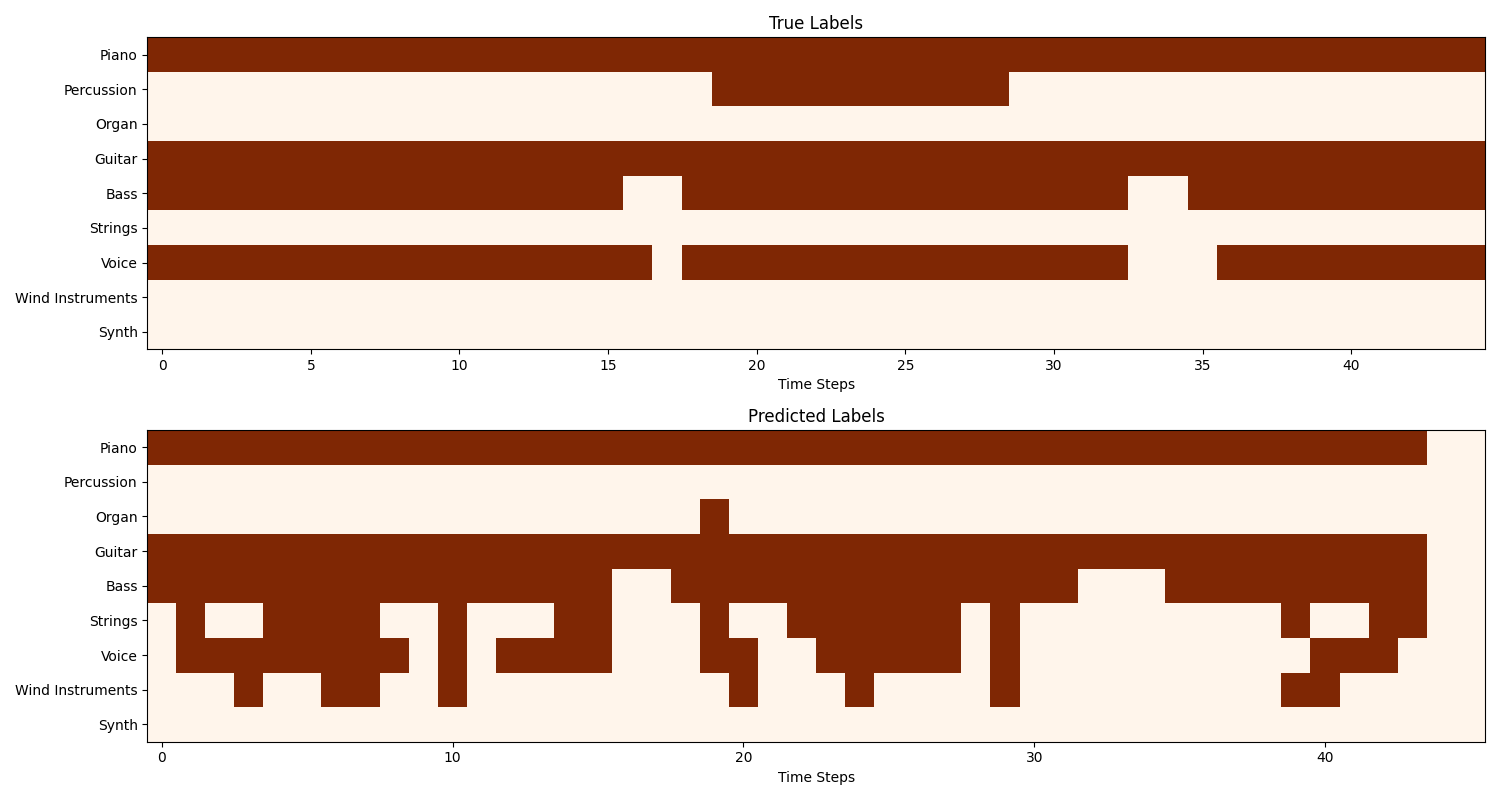 True Labels
Piano
Percussion
Organ
Guitar
Bass
Strings
Voice
Wind Instruments
Synth
0 5 10 15 20 25 30 35 40
Time Steps
Predicted Labels
Piano
Percussion
Organ
Guitar
Bass
Strings
Voice
Wind Instruments
Synth
0 10 20 30 40
Time Steps